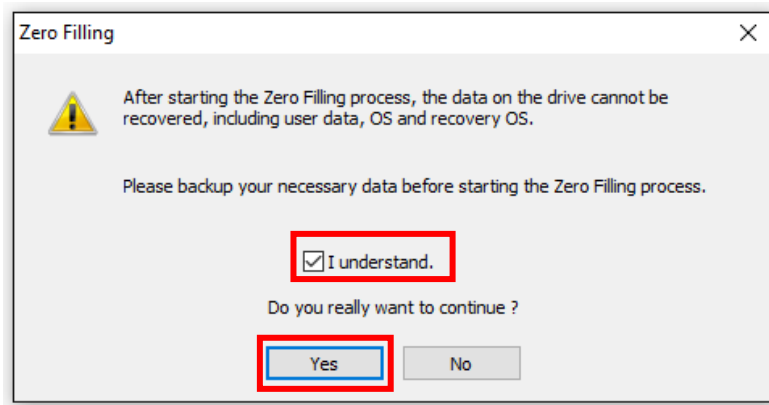 Zero Filling
After starting the Zero Filling process, the data on the drive cannot be
recovered, including user data, OS and recovery OS.
Please backup your necessary data before starting the Zero Filling process.
I understand.
Do you really want to continue ?
Yes No